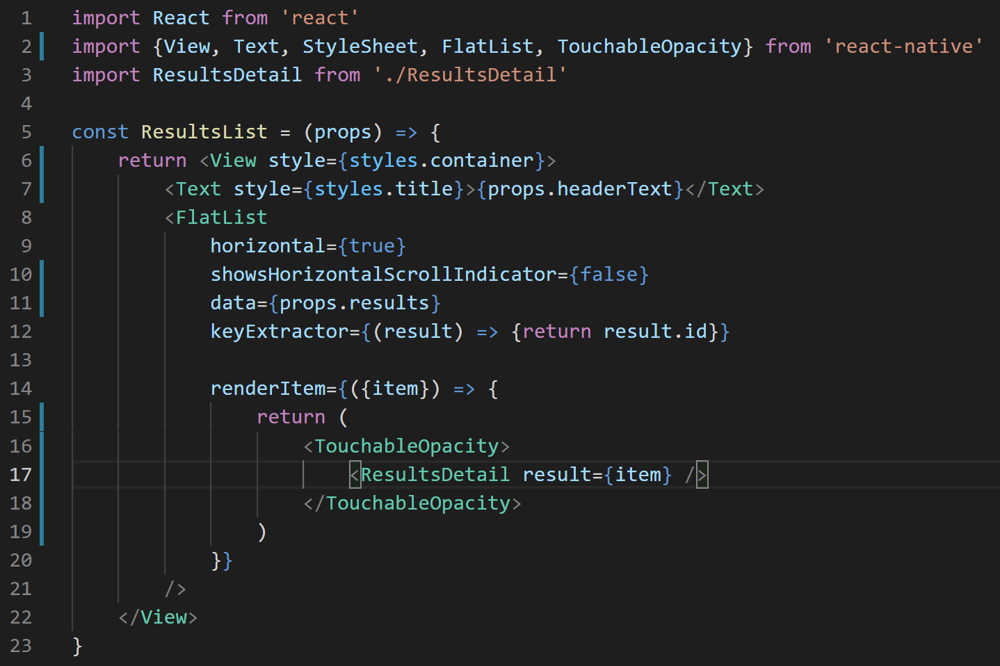 1 import React from 'react'
2 import {View, Text, StyleSheet, FlatList, TouchableOpacity} from 'react-native'
3 import ResultsDetail from './ResultsDetail'
4
5 const ResultsList = (props) => {
6     return <View style={styles.container}>
7         <Text style={styles.title}>{props.headerText}</Text>
8         <FlatList
9             horizontal={true}
10             showsHorizontalScrollIndicator={false}
11             data={props.results}
12             keyExtractor={(result) => {return result.id}}
13
14             renderItem={({item}) => {
15                 return (
16                     <TouchableOpacity>
17                         <ResultsDetail result={item} />
18                     </TouchableOpacity>
19                 )
20             }}
21         />
22     </View>
23 }